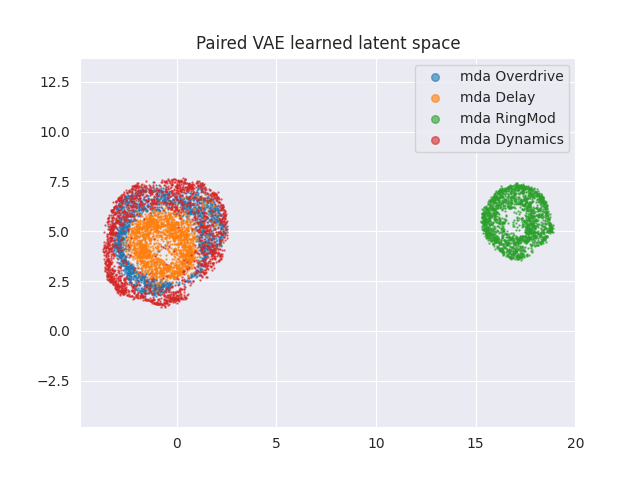 Paired VAE learned latent space
mda Overdrive
mda Delay
mda RingMod
mda Dynamics
12.5
10.0
7.5
5.0
2.5
0.0
−2.5
0 5 10 15 20